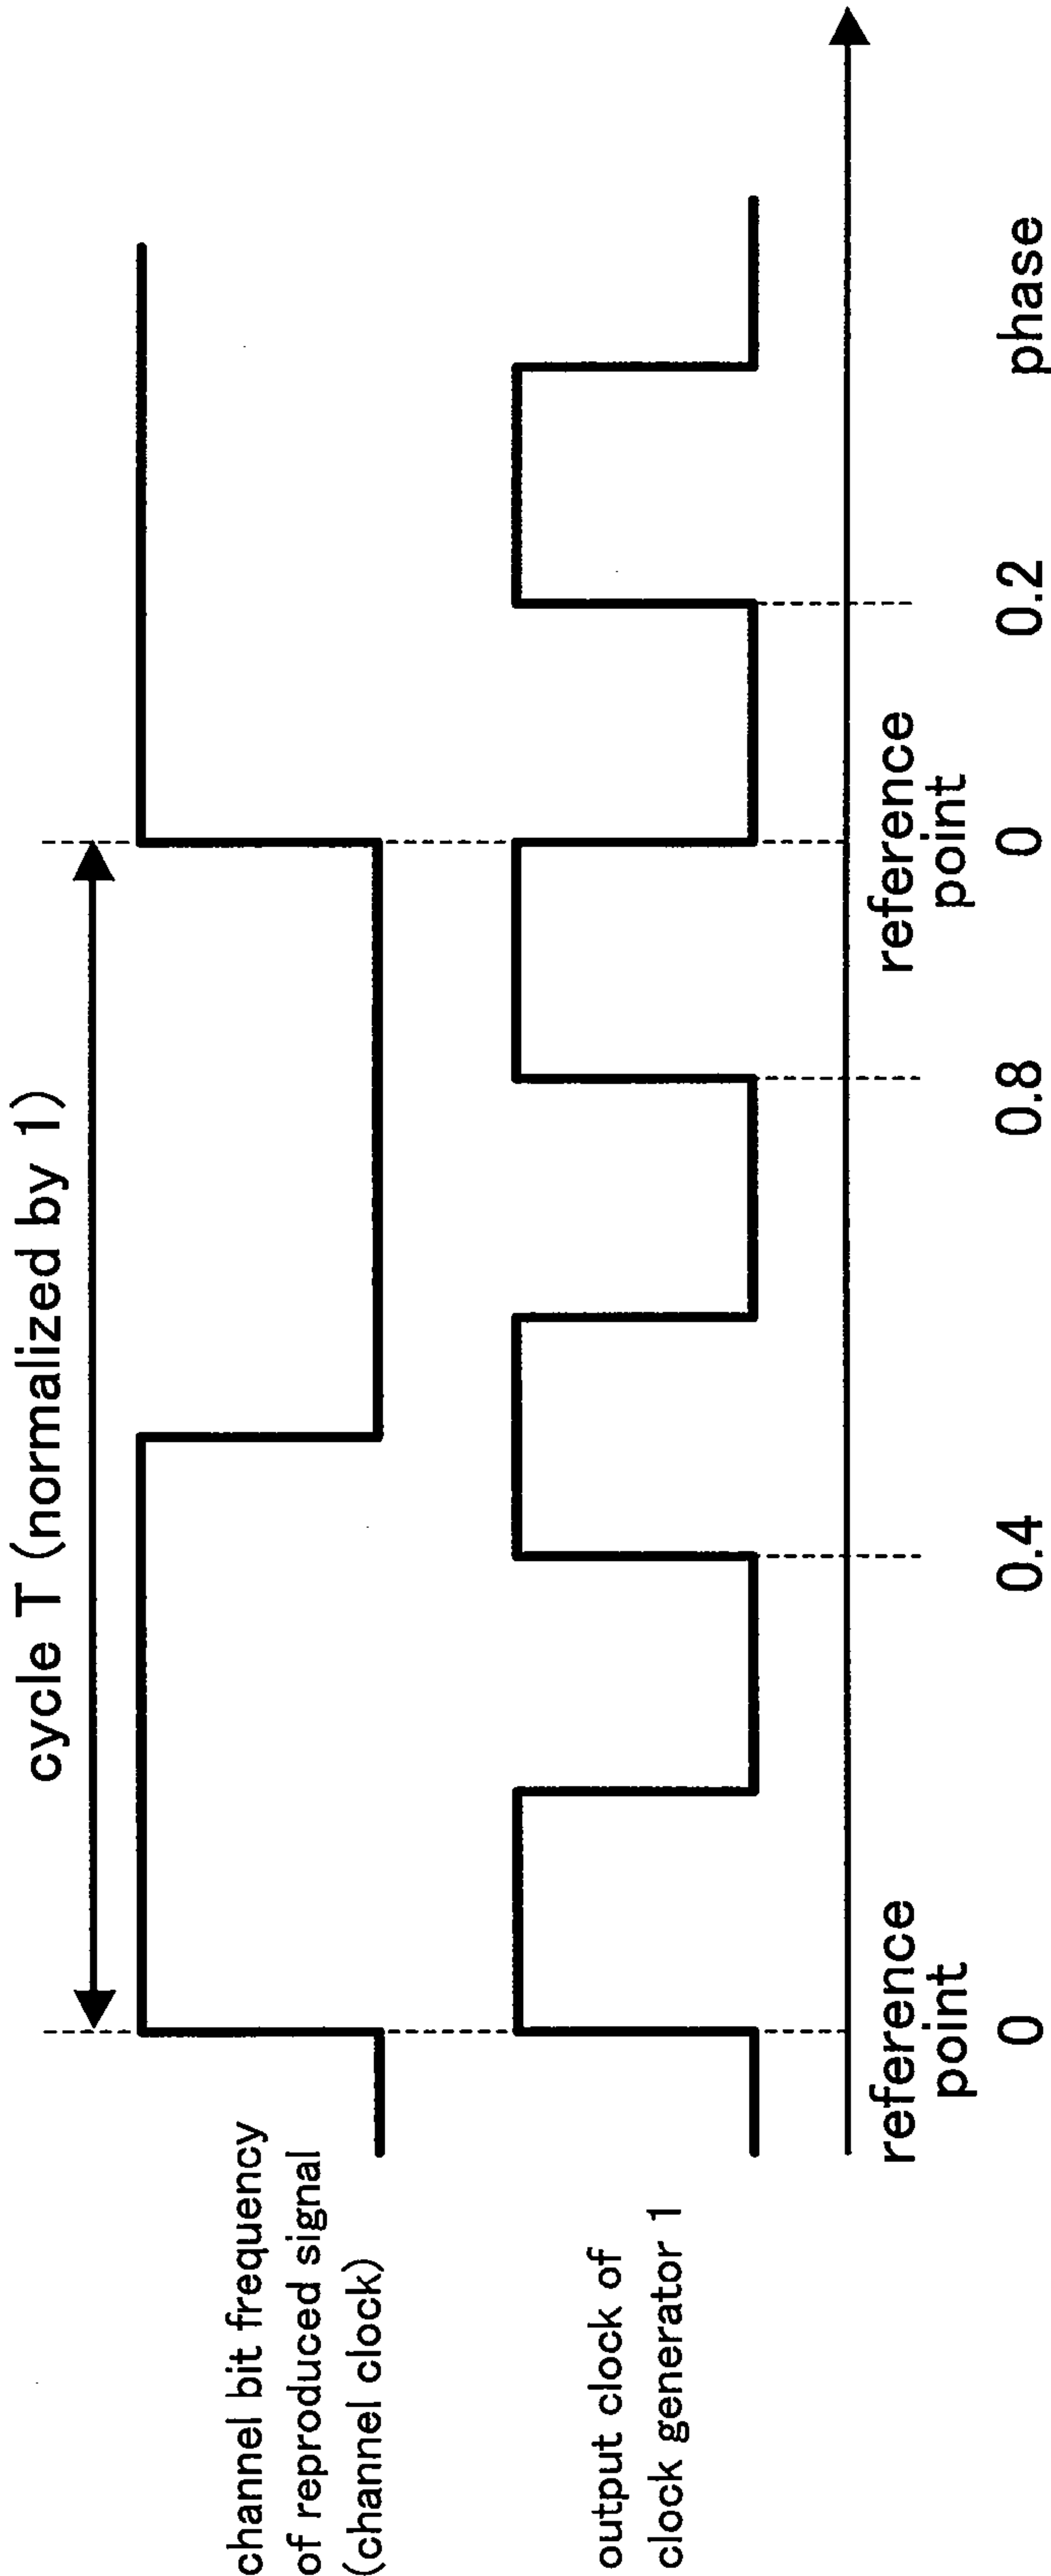 cycle T (normalized by 1)
channel bit frequency
of reproduced signal
(channel clock)
output clock of
clock generator 1
reference
point
reference
point
0
0.4
0.8
0
0.2
phase